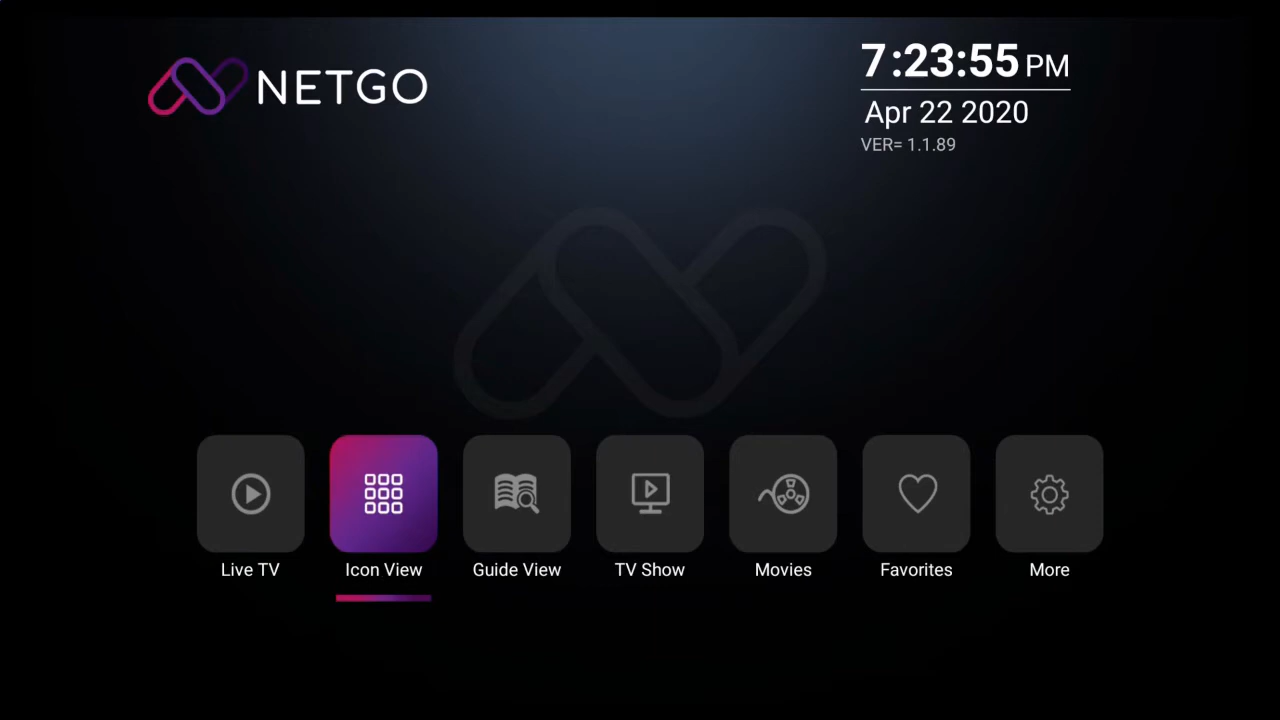 NETGO
7:23:55 PM
Apr 22 2020
VER= 1.1.89
Live TV
Icon View
Guide View
TV Show
Movies
Favorites
More